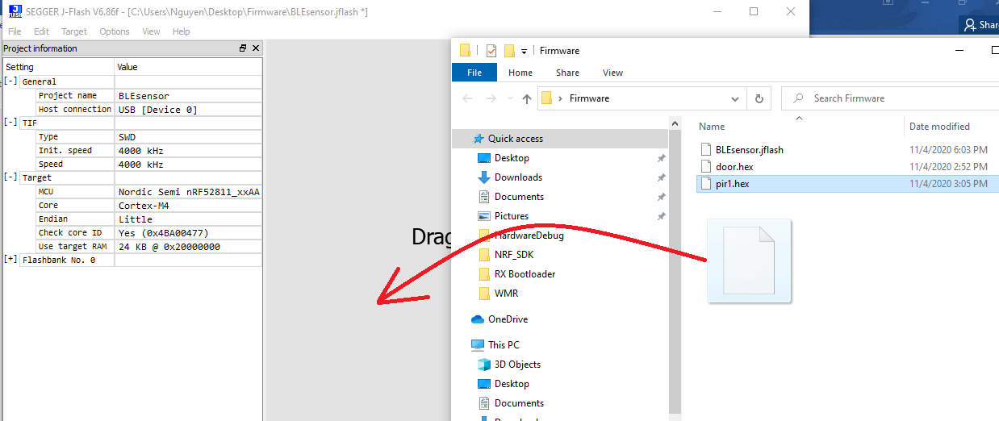 SEGGER J-Flash V6.86f - [C:\Users\Nguyen\Desktop\Firmware\BLEsensor.jflash *]
File Edit Target Options View Help
Project information
Setting Value
[-] General
Project name BLEsensor
Host connection USB [Device 0]
[-] TIF
Type SWD
Init. speed 4000 kHz
Speed 4000 kHz
[-] Target
MCU Nordic Semi nRF52811_xxAA
Core Cortex-M4
Endian Little
Check core ID Yes (0x4BA00477)
Use target RAM 24 KB @ 0x20000000
[+] Flashbank No. 0
Drag
Shar
Firmware
File Home Share View
Firmware
Search Firmware
Quick access
Desktop
Downloads
Documents
Pictures
HardwareDebug
NRF_SDK
RX Bootloader
WMR
OneDrive
This PC
3D Objects
Desktop
Documents
Name Date modified
BLEsensor.jflash 11/4/2020 6:03 PM
door.hex 11/4/2020 2:52 PM
pir1.hex 11/4/2020 3:05 PM